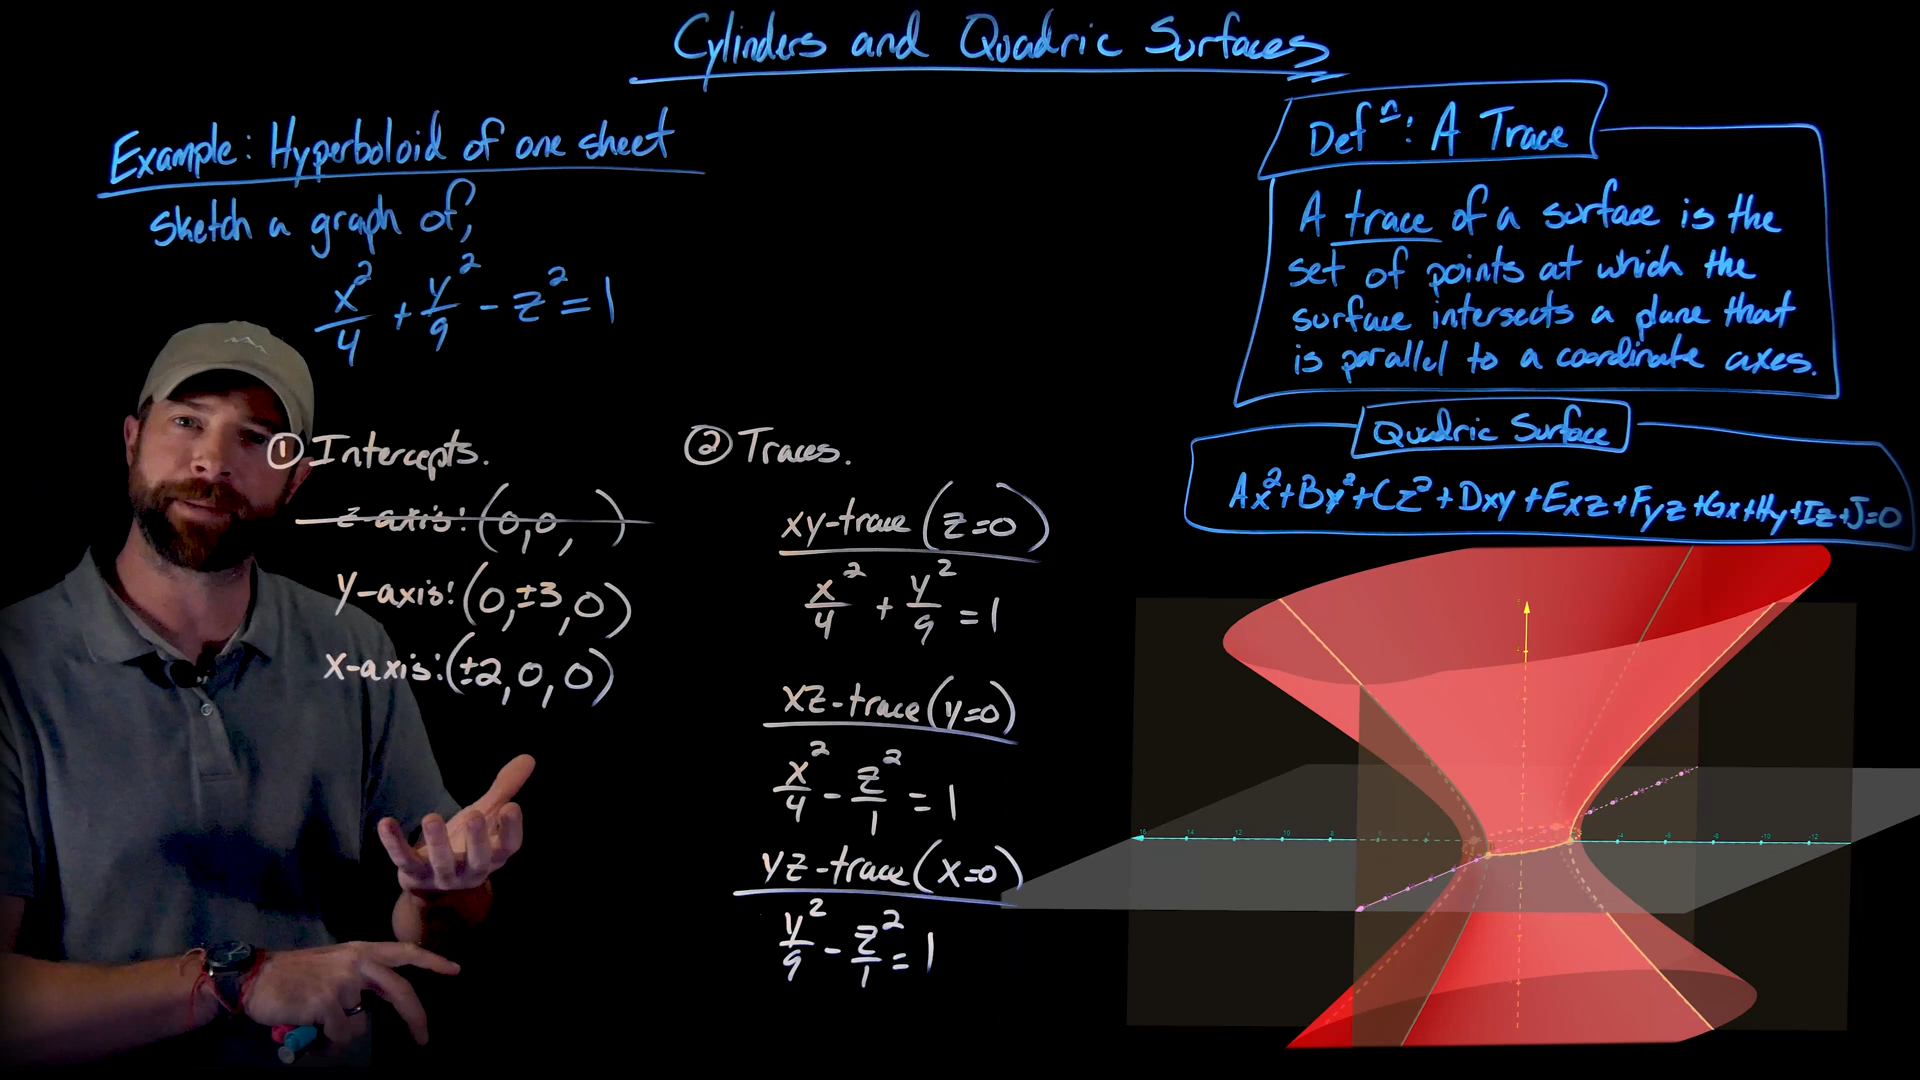 Cylinders and Quadric Surfaces
Example: Hyperboloid of one sheet
sketch a graph of,
x²/4 + y²/9 - z² = 1
① Intercepts.
z-axis: (0,0, )
y-axis: (0,±3,0)
x-axis: (±2,0,0)
② Traces.
xy-trace (z=0)
x²/4 + y²/9 = 1
xz-trace (y=0)
x²/4 - z²/1 = 1
yz-trace (x=0)
y²/9 - z²/1 = 1
Defⁿ: A Trace
A trace of a surface is the
set of points at which the
surface intersects a plane that
is parallel to a coordinate axes.
Quadric Surface
Ax²+By²+Cz²+Dxy+Exz+Fyz+Gx+Hy+Iz+J=0